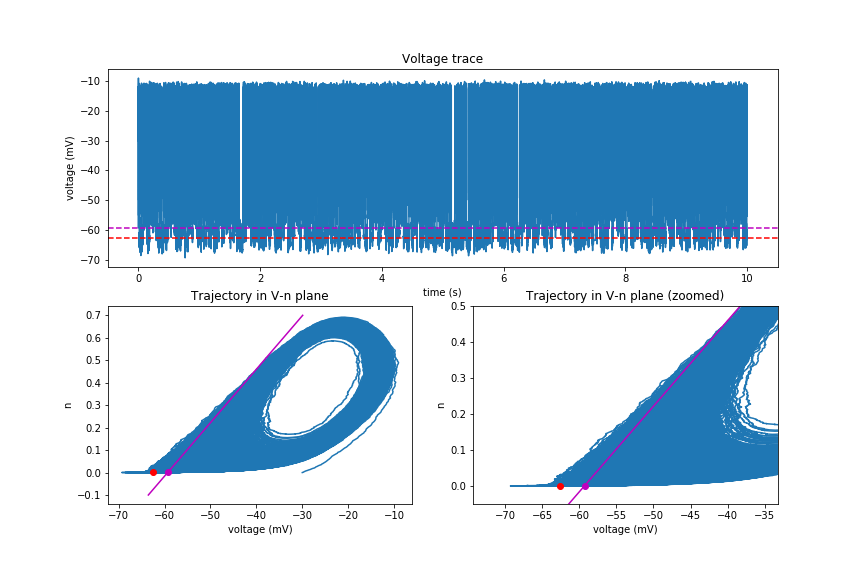 Voltage trace
−10
−20
−30
−40
−50
−60
−70
voltage (mV)
0 2 4 6 8 10
time (s)
Trajectory in V-n plane
0.7
0.6
0.5
0.4
0.3
0.2
0.1
0.0
−0.1
n
−70 −60 −50 −40 −30 −20 −10
voltage (mV)
Trajectory in V-n plane (zoomed)
0.5
0.4
0.3
0.2
0.1
0.0
n
−70 −65 −60 −55 −50 −45 −40 −35
voltage (mV)